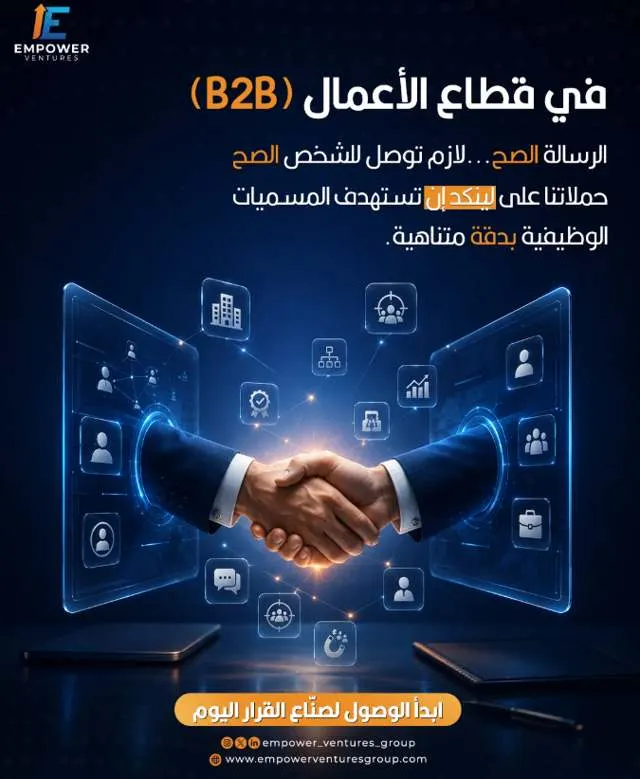 EMPOWER
VENTURES
في قطاع الأعمال (B2B)
الرسالة الصح...لازم توصل للشخص الصح
حملاتنا على لينكد إن تستهدف المسميات
الوظيفية بدقة متناهية.
ابدأ الوصول لصنّاع القرار اليوم
empower_ventures_group
www.empowerventuresgroup.com